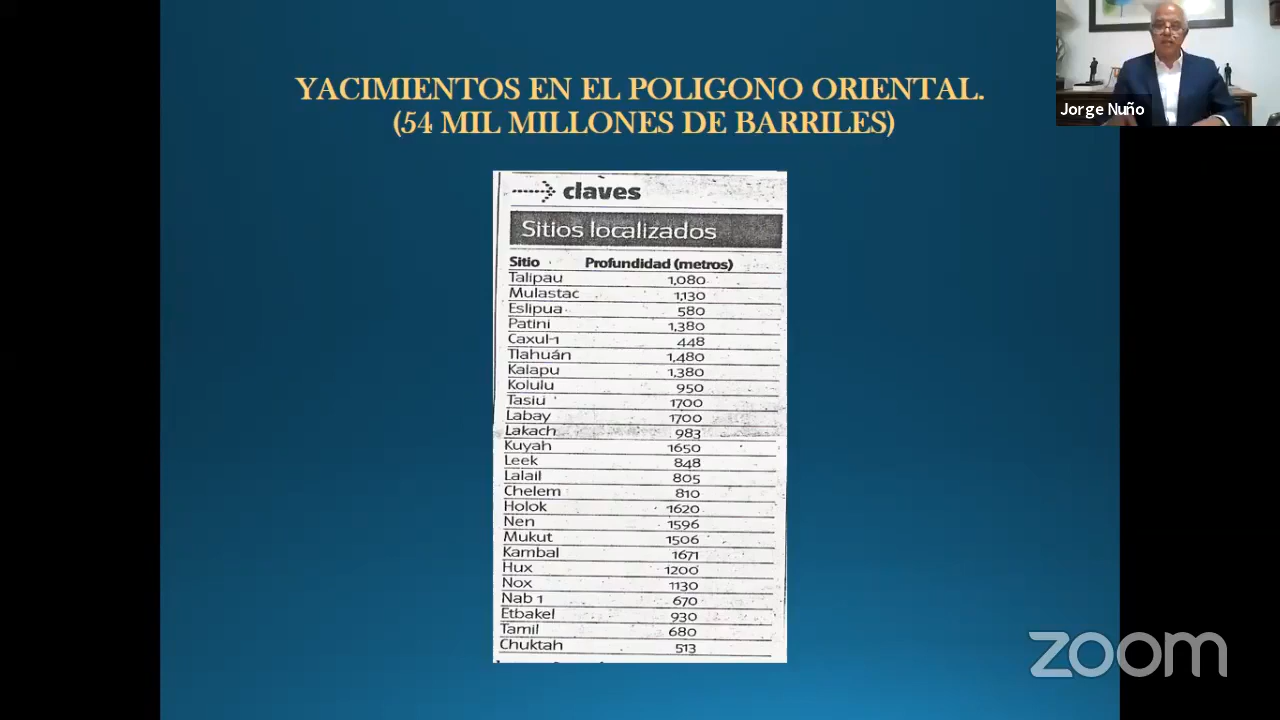 YACIMIENTOS EN EL POLIGONO ORIENTAL.
(54 MIL MILLONES DE BARRILES)
Jorge Nuño
claves
Sitios localizados
Sitio Profundidad (metros)
Talipau 1,080
Mulastac 1,130
Eslipua 580
Patini 1,380
Caxul-1 448
Tlahuán 1,480
Kalapu 1,380
Kolulu 950
Tasiu 1700
Labay 1700
Lakach 983
Kuyah 1650
Leek 848
Lalail 805
Chelem 810
Holok 1620
Nen 1596
Mukut 1506
Kambal 1671
Hux 1200
Nox 1130
Nab 1 670
Etbakel 930
Tamil 680
Chuktah 513
zoom